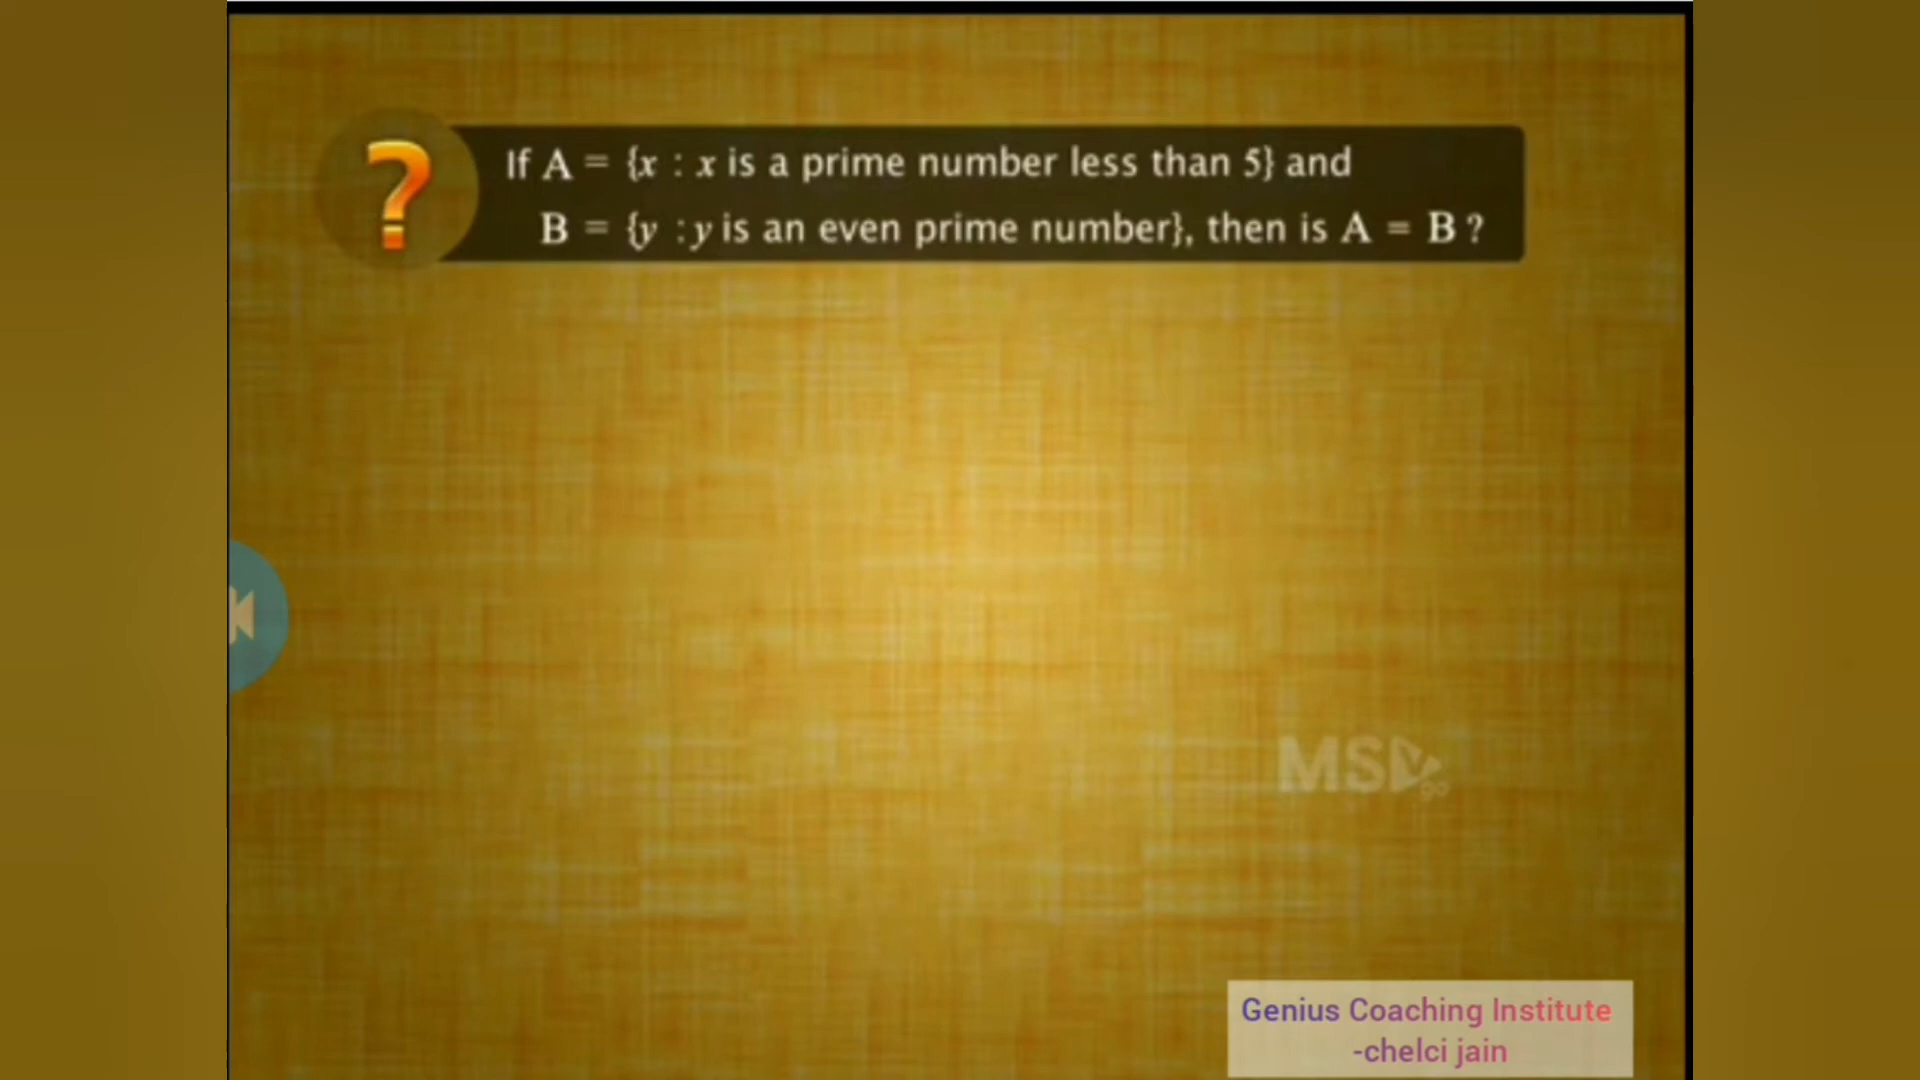 ?
If A = {x : x is a prime number less than 5} and
B = {y : y is an even prime number}, then is A = B ?
MSD
go
Genius Coaching Institute
-chelci jain